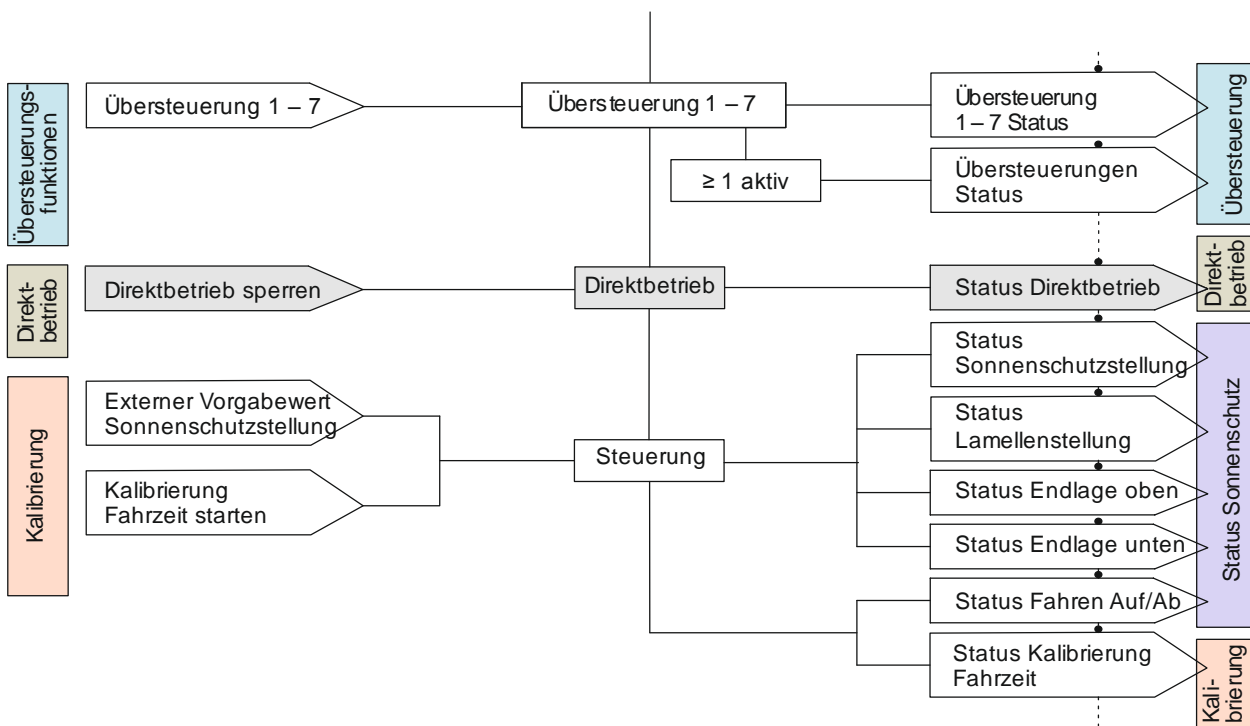 Übersteuerungs-
funktionen
Übersteuerung 1 – 7
Übersteuerung 1 – 7
Übersteuerung
1 – 7 Status
Übersteuerung
≥ 1 aktiv
Übersteuerungen
Status
Direkt-
betrieb
Direktbetrieb sperren
Direktbetrieb
Status Direktbetrieb
Direkt-
betrieb
Kalibrierung
Externer Vorgabewert
Sonnenschutzstellung
Kalibrierung
Fahrzeit starten
Steuerung
Status
Sonnenschutzstellung
Status
Lamellenstellung
Status Endlage oben
Status Endlage unten
Status Fahren Auf/Ab
Status Sonnenschutz
Status Kalibrierung
Fahrzeit
Kali-
brierung